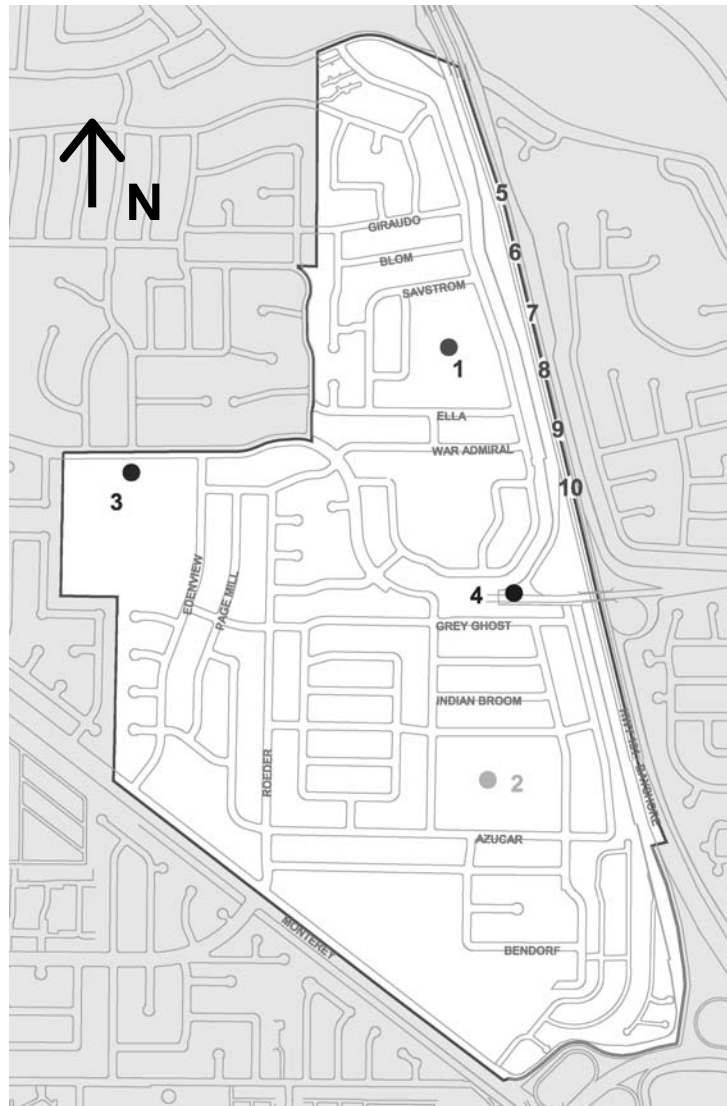 N
5
GIRAUDO
6
BLOM
SAVSTROM
7
1
8
ELLA
9
WAR ADMIRAL
3
10
EDENVIEW
PAGE MILL
4
GREY GHOST
INDIAN BROOM
ROEDER
2
BAYSHORE
AZUCAR
MONTEREY
BENDORF